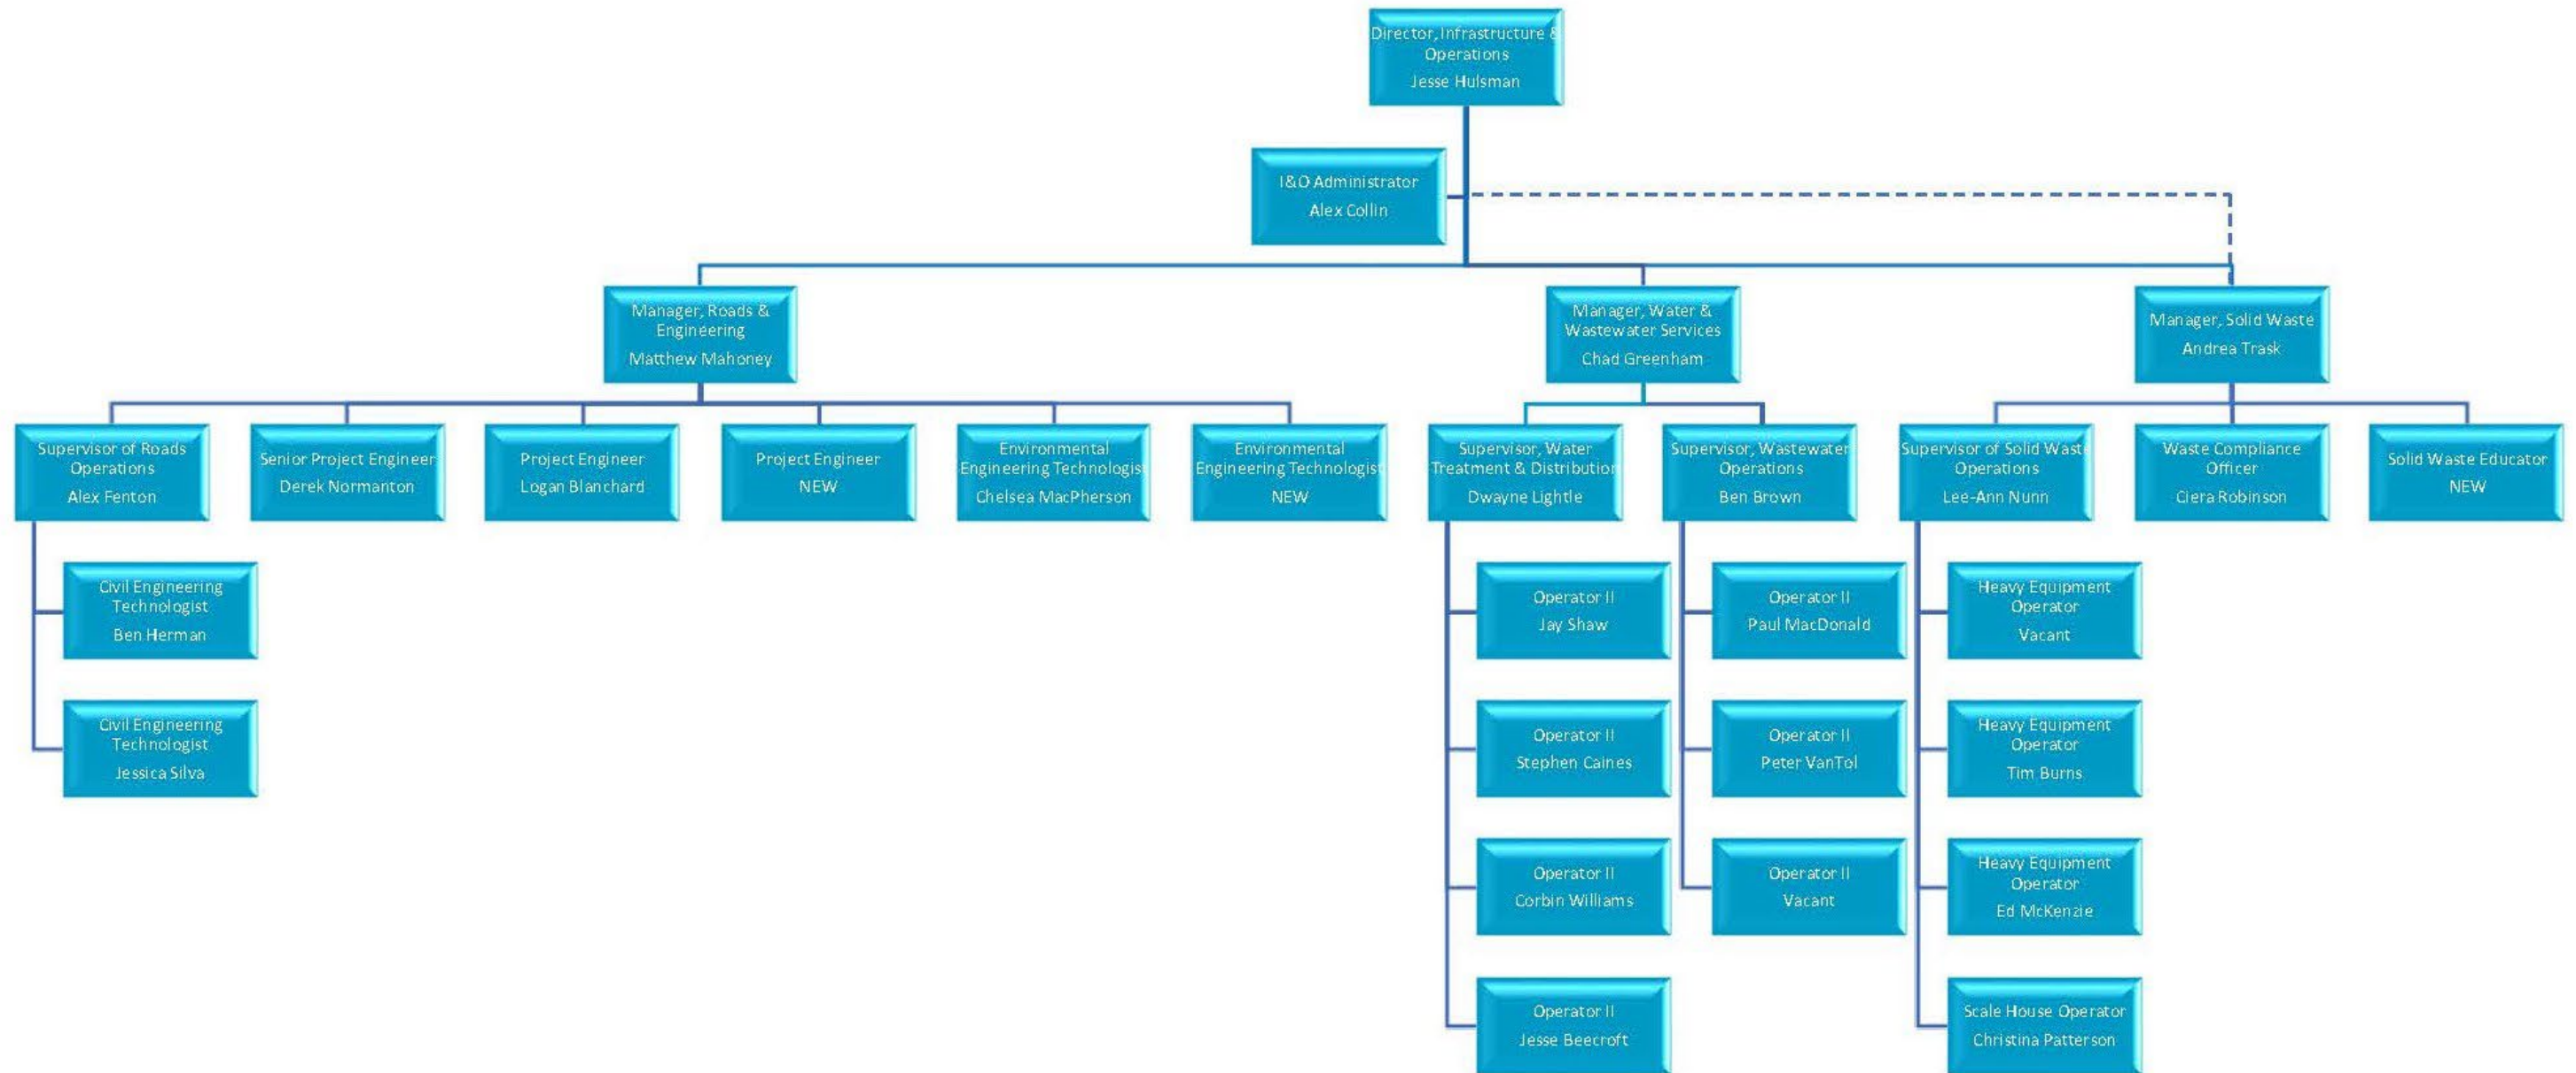 Director, Infrastructure &
Operations
Jesse Hulsman
I&O Administrator
Alex Collin
Manager, Roads &
Engineering
Matthew Mahoney
Manager, Water &
Wastewater Services
Chad Greenham
Manager, Solid Waste
Andrea Trask
Supervisor of Roads
Operations
Alex Fenton
Senior Project Engineer
Derek Normanton
Project Engineer
Logan Blanchard
Project Engineer
NEW
Environmental
Engineering Technologist
Chelsea MacPherson
Environmental
Engineering Technologist
NEW
Supervisor, Water
Treatment & Distribution
Dwayne Lightle
Supervisor, Wastewater
Operations
Ben Brown
Supervisor of Solid Waste
Operations
Lee-Ann Nunn
Waste Compliance
Officer
Ciera Robinson
Solid Waste Educator
NEW
Civil Engineering
Technologist
Ben Herman
Civil Engineering
Technologist
Jessica Silva
Operator II
Jay Shaw
Operator II
Stephen Caines
Operator II
Corbin Williams
Operator II
Jesse Beecroft
Operator II
Paul MacDonald
Operator II
Peter VanTol
Operator II
Vacant
Heavy Equipment
Operator
Vacant
Heavy Equipment
Operator
Tim Burns
Heavy Equipment
Operator
Ed McKenzie
Scale House Operator
Christina Patterson